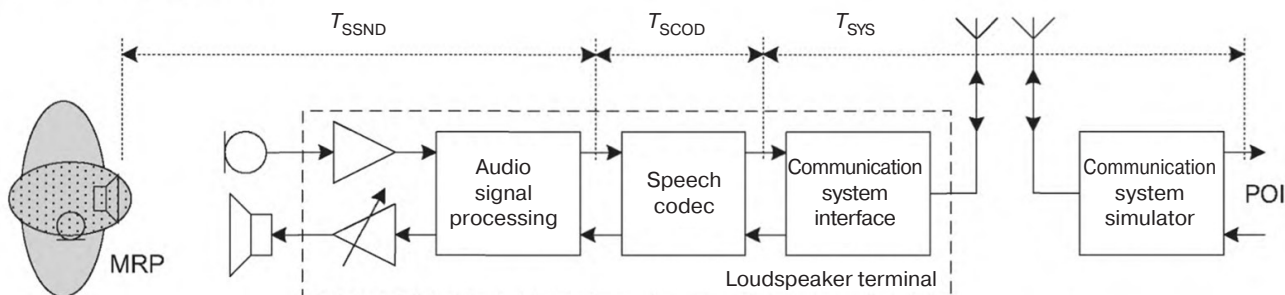 T_SSND T_SCOD T_SYS
Audio
signal
processing
Speech
codec
Communication
system
interface
Communication
system
simulator
POI
MRP
Loudspeaker terminal